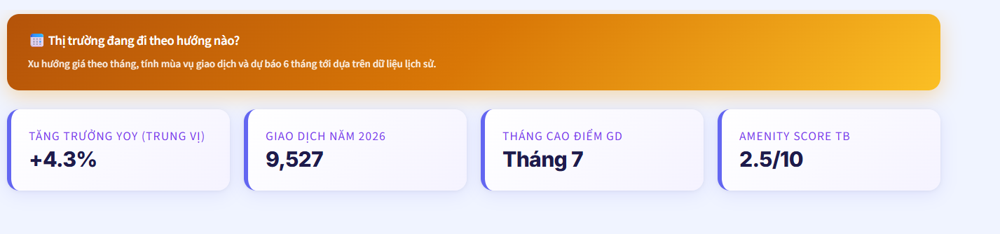 Thị trường đang đi theo hướng nào?
Xu hướng giá theo tháng, tính mùa vụ giao dịch và dự báo 6 tháng tới dựa trên dữ liệu lịch sử.
TĂNG TRƯỞNG YOY (TRUNG VỊ)
+4.3%
GIAO DỊCH NĂM 2026
9,527
THÁNG CAO ĐIỂM GD
Tháng 7
AMENITY SCORE TB
2.5/10